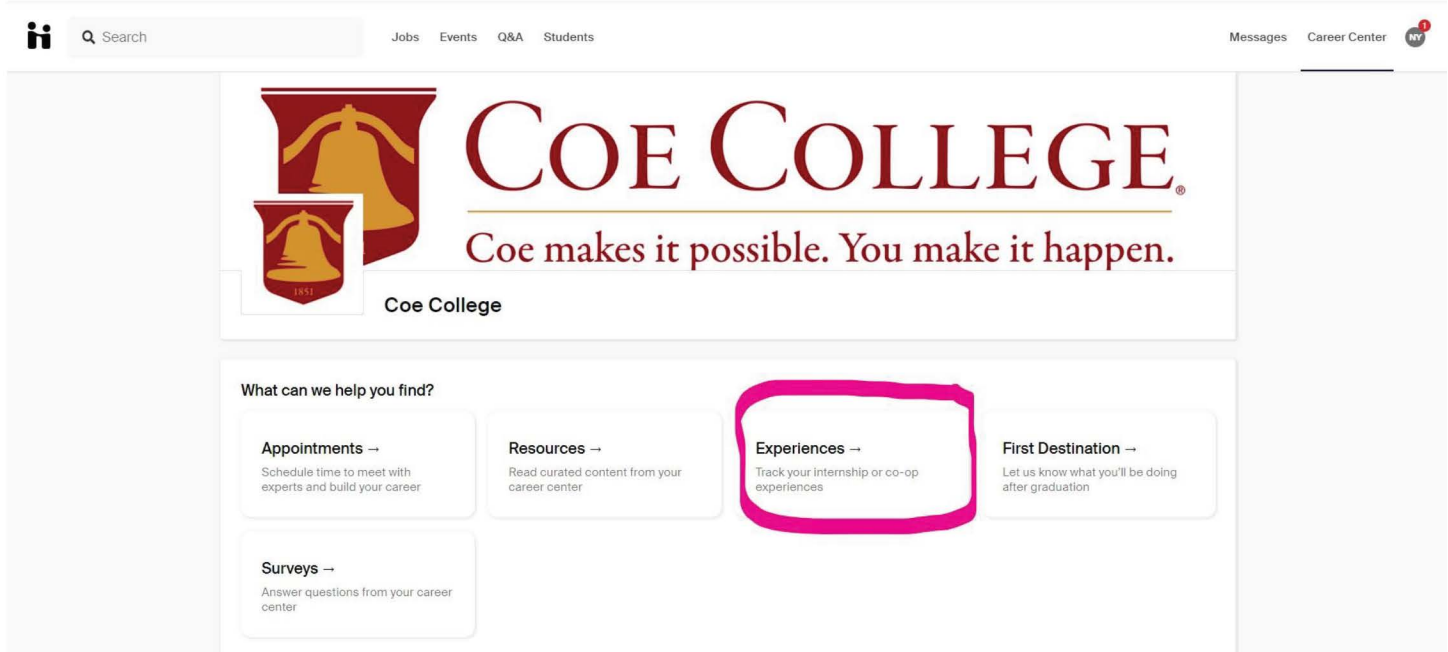 Search
Jobs Events Q&A Students
Messages Career Center NY 1
COE COLLEGE®
Coe makes it possible. You make it happen.
1851
Coe College
What can we help you find?
Appointments →
Schedule time to meet with
experts and build your career
Resources →
Read curated content from your
career center
Experiences →
Track your internship or co-op
experiences
First Destination →
Let us know what you'll be doing
after graduation
Surveys →
Answer questions from your career
center